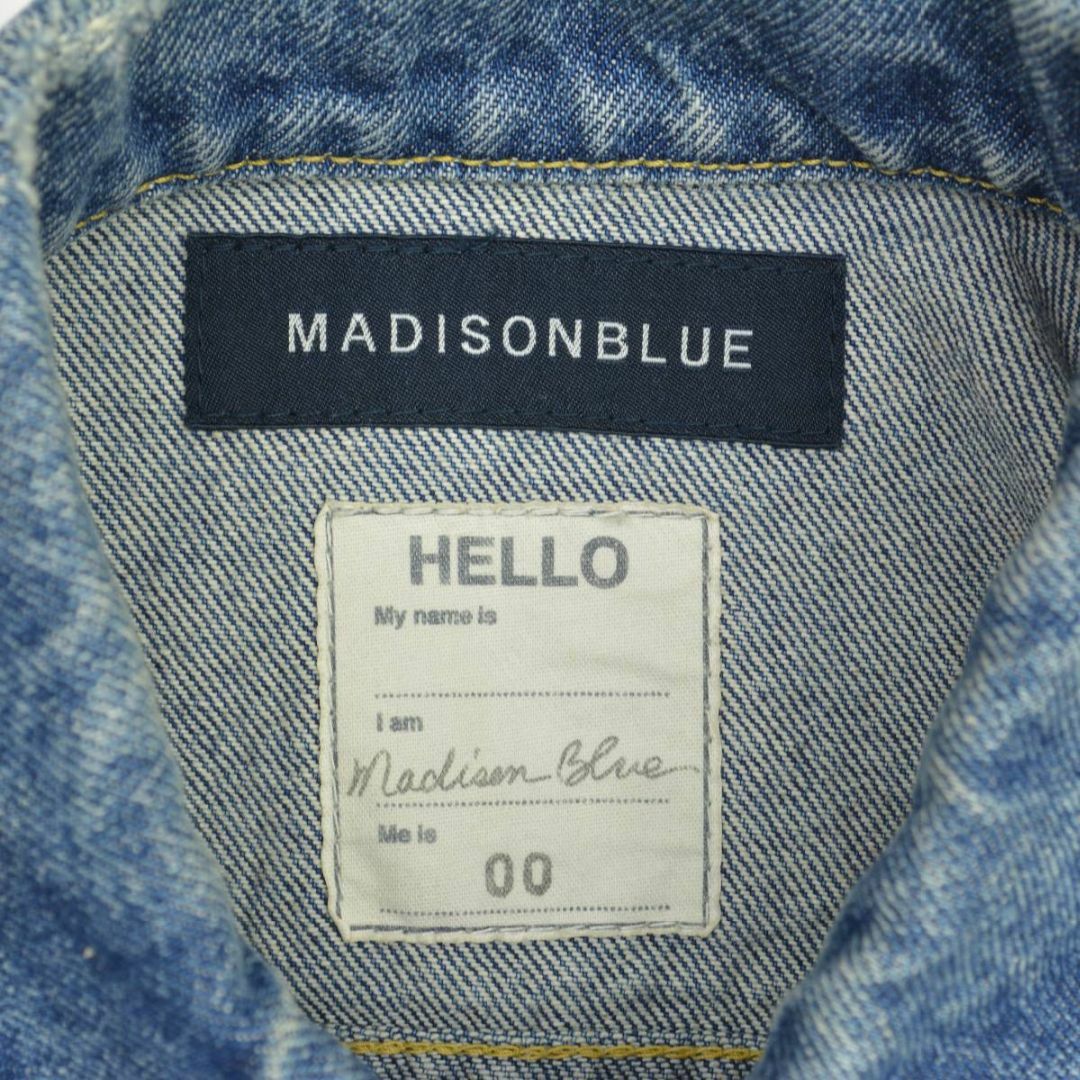 MADISONBLUE
HELLO
My name is
I am
Madison Blue
Me is
00